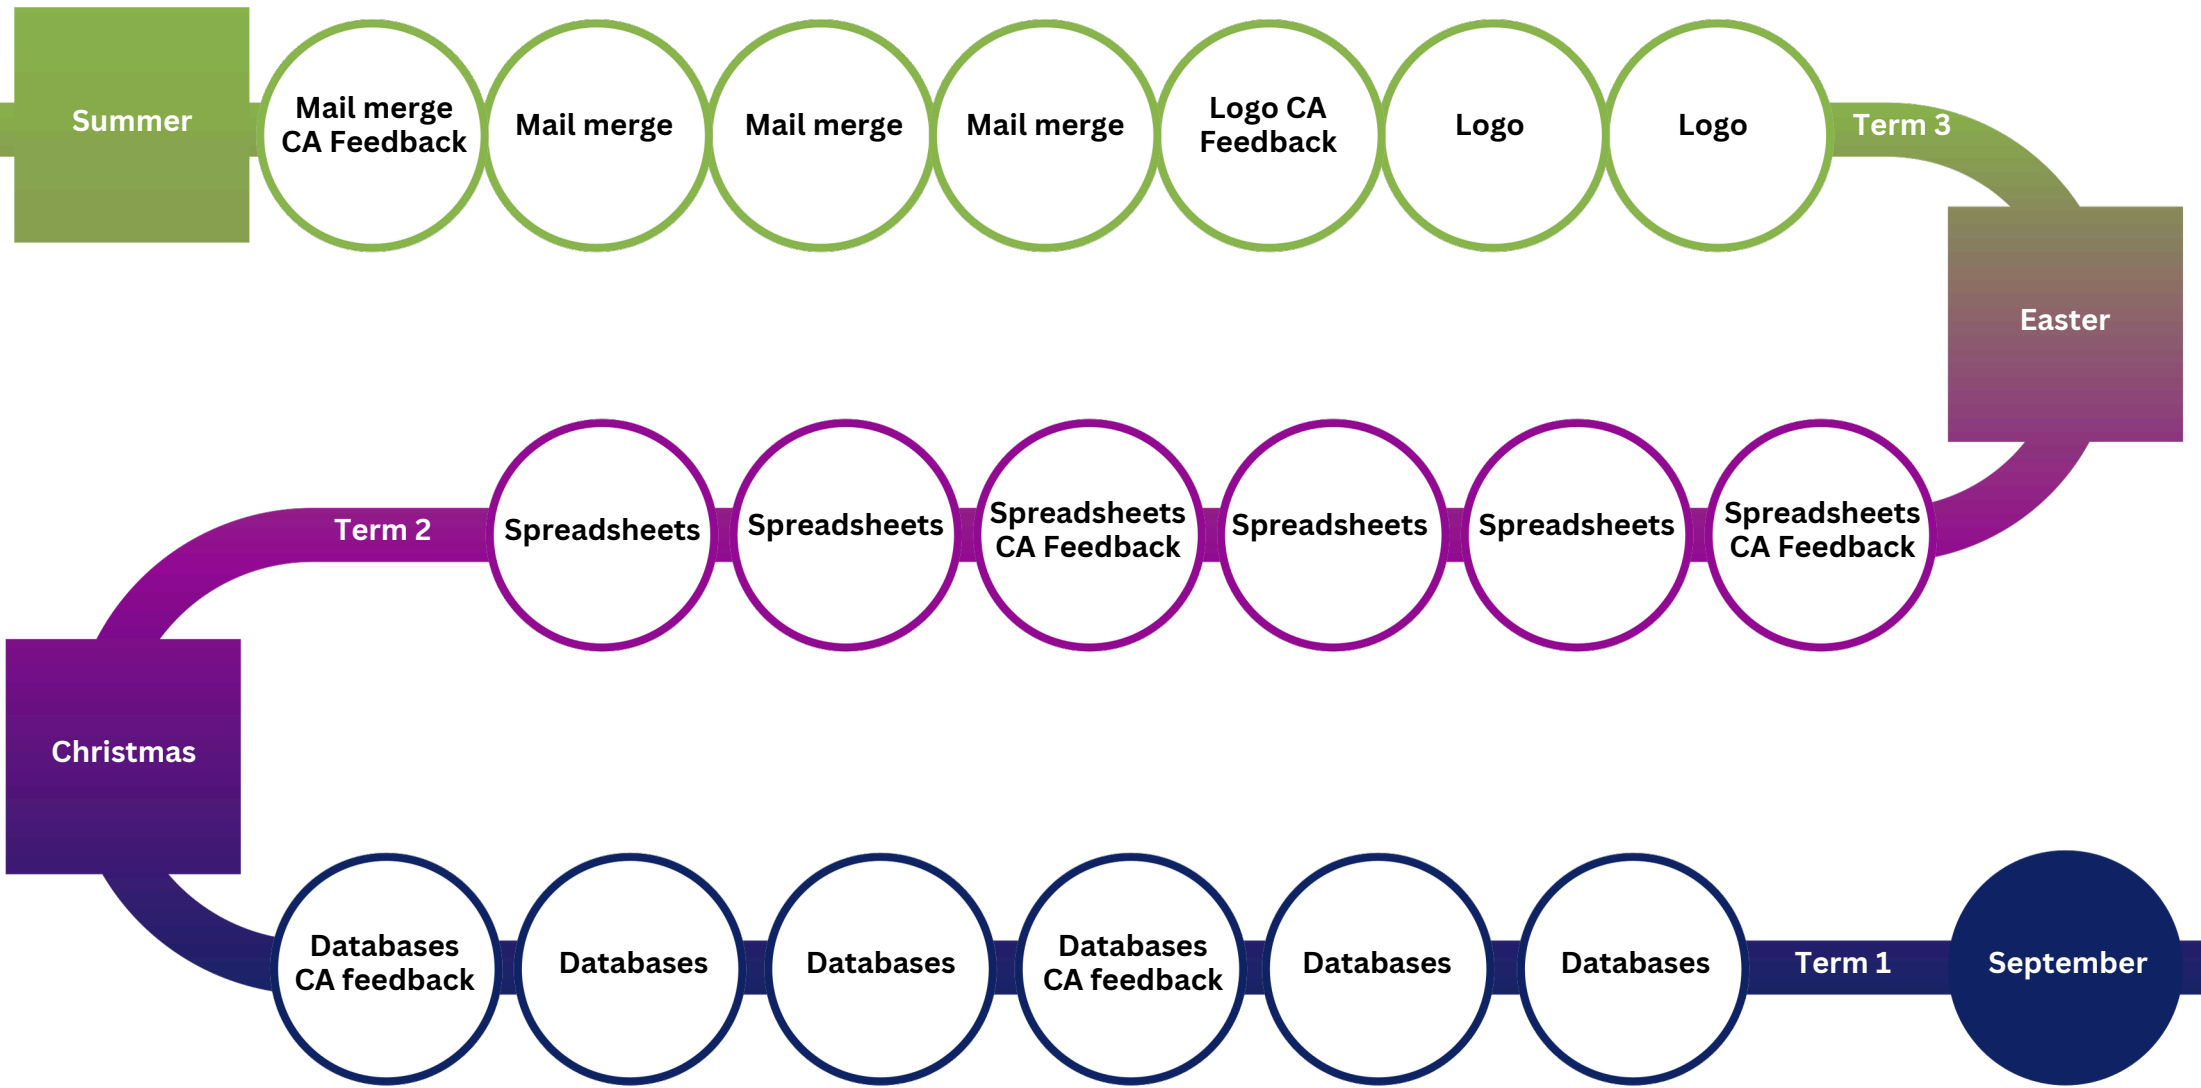 Summer
Mail merge
CA Feedback
Mail merge
Mail merge
Mail merge
Logo CA
Feedback
Logo
Logo
Term 3
Easter
Term 2
Spreadsheets
Spreadsheets
Spreadsheets
CA Feedback
Spreadsheets
Spreadsheets
Spreadsheets
CA Feedback
Christmas
Databases
CA feedback
Databases
Databases
Databases
CA feedback
Databases
Databases
Term 1
September